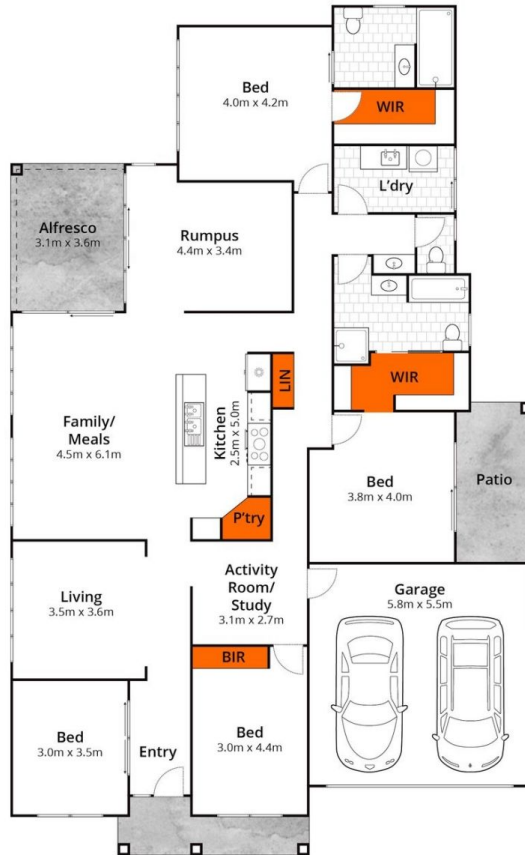 Bed
4.0m x 4.2m
WIR
L'dry
Alfresco
3.1m x 3.6m
Rumpus
4.4m x 3.4m
LIN
WIR
Family/
Meals
4.5m x 6.1m
Kitchen
2.5m x 5.0m
Bed
3.8m x 4.0m
Patio
P'try
Living
3.5m x 3.6m
Activity
Room/
Study
3.1m x 2.7m
Garage
5.8m x 5.5m
BIR
Bed
3.0m x 3.5m
Entry
Bed
3.0m x 4.4m